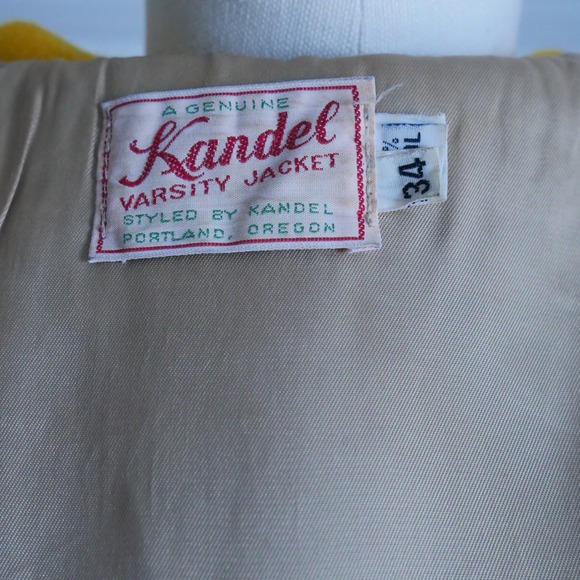 A GENUINE
Kandel
VARSITY JACKET
STYLED BY KANDEL
PORTLAND, OREGON
34